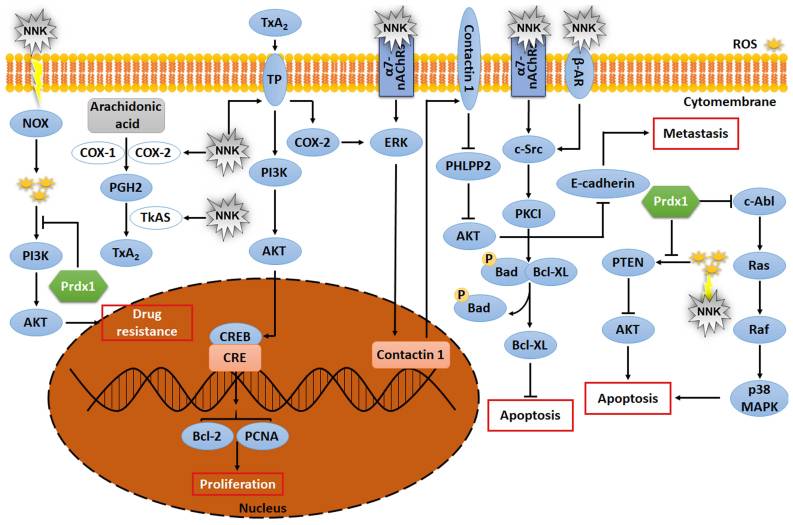 NNK
TxA2
NNK
Contactin 1
NNK
NNK
ROS
TP
α7-
nAChRs
α7-
nAChRs
β-AR
Cytomembrane
NOX
Arachidonic
acid
COX-1
COX-2
NNK
COX-2
ERK
c-Src
Metastasis
PHLPP2
PGH2
PI3K
E-cadherin
TkAS
NNK
PKCI
Prdx1
c-Abl
AKT
PI3K
TxA2
AKT
P
Bad
Bcl-XL
PTEN
Ras
Prdx1
P
Bad
NNK
AKT
Drug
resistance
CREB
CRE
Contactin 1
Bcl-XL
AKT
Raf
Apoptosis
Apoptosis
p38
MAPK
Bcl-2
PCNA
Proliferation
Nucleus